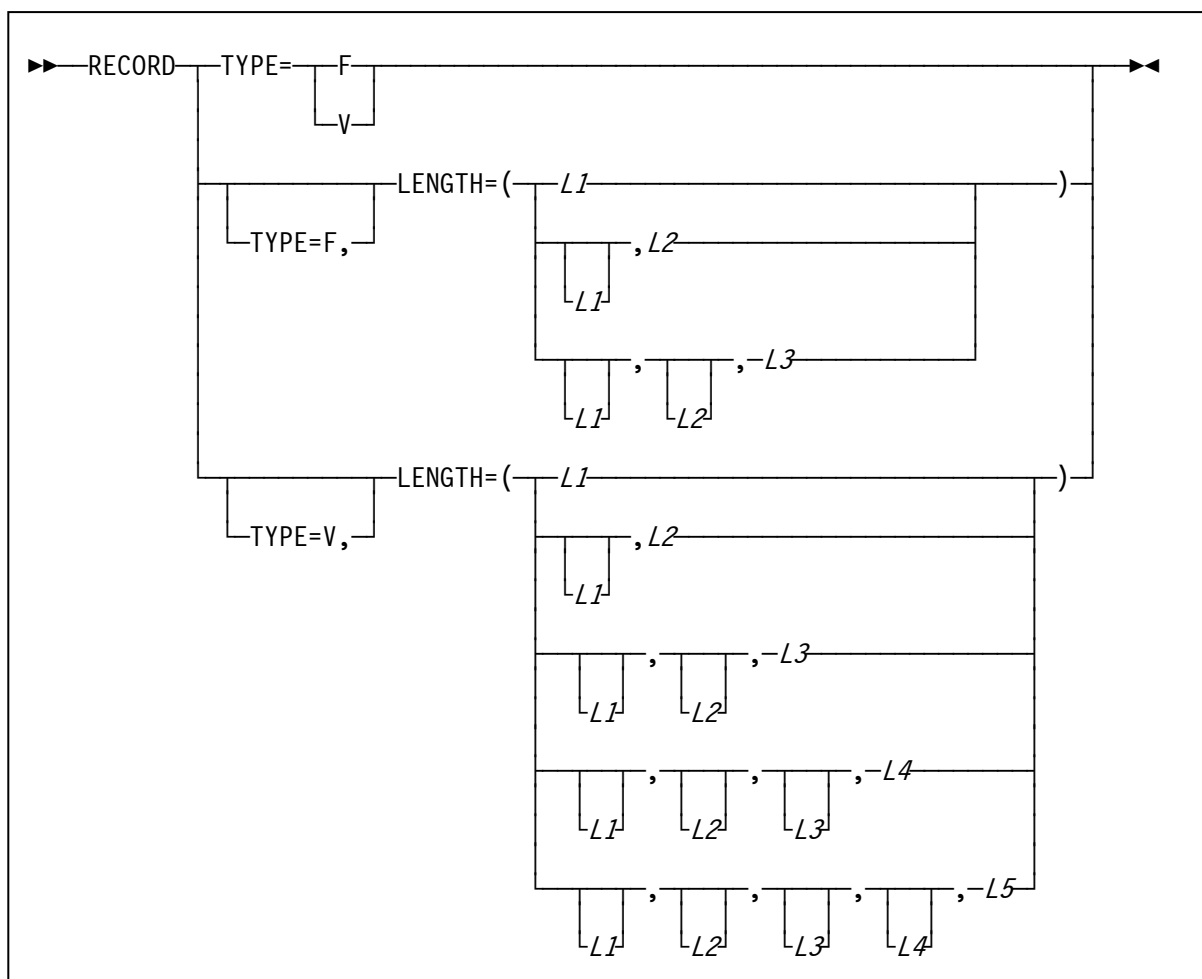 RECORD TYPE= F
V
LENGTH=( L1 )
TYPE=F,
,L2
L1
, , L3
L1 L2
LENGTH=( L1 )
TYPE=V,
,L2
L1
, , L3
L1 L2
, , , L4
L1 L2 L3
, , , , L5
L1 L2 L3 L4